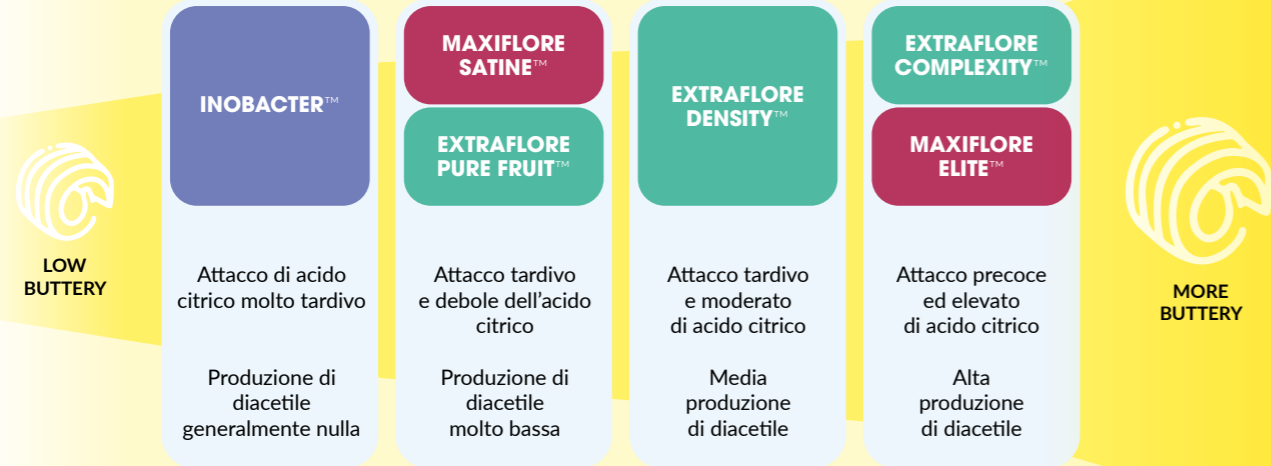 LOW
BUTTERY
INOBACTER™
Attacco di acido
citrico molto tardivo
Produzione di
diacetile
generalmente nulla
MAXIFLORE
SATINE™
EXTRAFLORE
PURE FRUIT™
Attacco tardivo
e debole dell'acido
citrico
Produzione di
diacetile
molto bassa
EXTRAFLORE
DENSITY™
Attacco tardivo
e moderato
di acido citrico
Media
produzione
di diacetile
EXTRAFLORE
COMPLEXITY™
MAXIFLORE
ELITE™
Attacco precoce
ed elevato
di acido citrico
Alta
produzione
di diacetile
MORE
BUTTERY